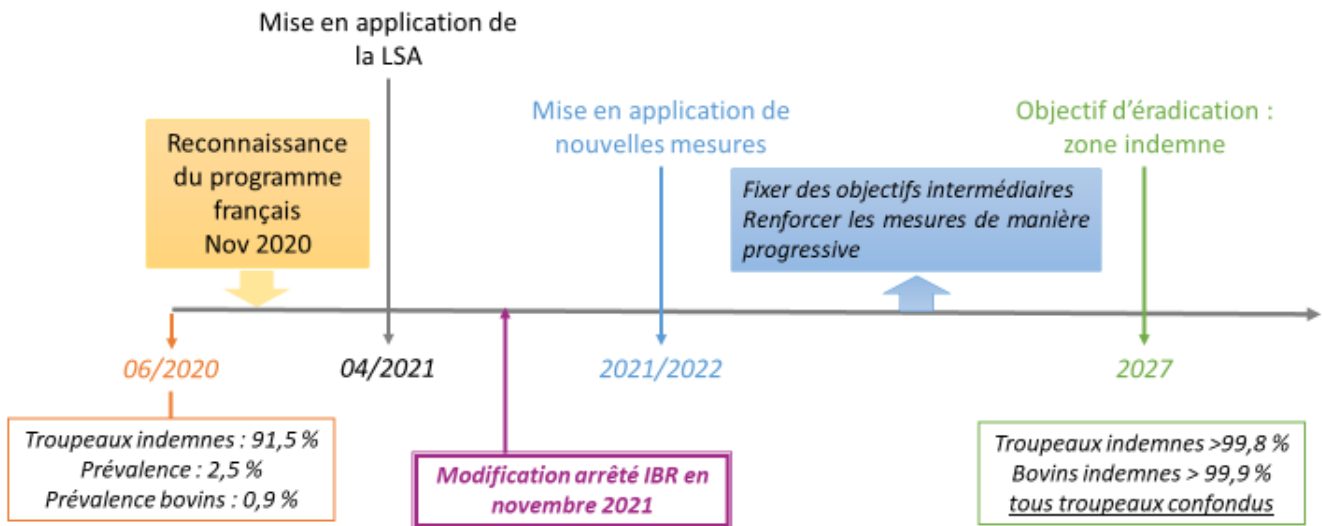 Mise en application de
la LSA
Reconnaissance
du programme
français
Nov 2020
Mise en application de
nouvelles mesures
Objectif d'éradication :
zone indemne
Fixer des objectifs intermédiaires
Renforcer les mesures de manière
progressive
06/2020
04/2021
2021/2022
2027
Troupeaux indemnes : 91,5 %
Prévalence : 2,5 %
Prévalence bovins : 0,9 %
Modification arrêté IBR en
novembre 2021
Troupeaux indemnes >99,8 %
Bovins indemnes > 99,9 %
tous troupeaux confondus